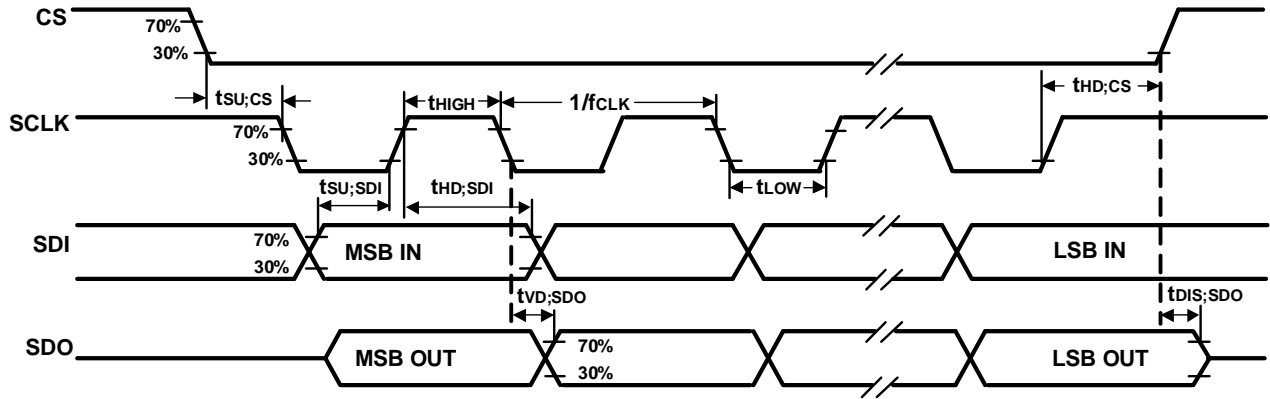 CS
70%
30%
tSU;CS
tHIGH
1/fCLK
tHD;CS
SCLK
70%
30%
tSU;SDI
tHD;SDI
tLOW
SDI
70%
30%
MSB IN
LSB IN
tVD;SDO
tDIS;SDO
SDO
MSB OUT
70%
30%
LSB OUT